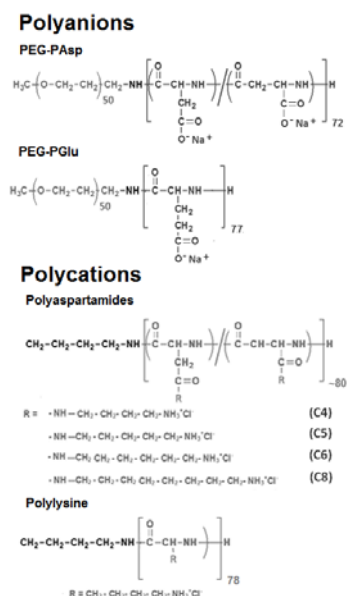 Polyanions
PEG-PAsp
O
O
H₃C-(O-CH₂-CH₂)CH₂-NH-[(C-CH-NH-)//(C-CH₂-CH-NH-)]-H
50
CH₂
C=O
C=O
O⁻Na⁺
O⁻Na⁺
72
PEG-PGlu
O
H₃C-(O-CH₂-CH₂)CH₂-NH-[C-CH-NH-]-H
50
CH₂
CH₂
77
C=O
O⁻Na⁺
Polycations
Polyaspartamides
O
O
CH₂-CH₂-CH₂-CH₂-NH-[(C-CH-NH-)//(C-CH-CH-NH-)]-H
CH₂
C=O
C=O
R
R
~80
R = -NH-CH₂-CH₂-CH₂-CH₂-NH₃⁺Cl⁻ (C4)
-NH-CH₂-CH₂-CH₂-CH₂-CH₂-NH₃⁺Cl⁻ (C5)
-NH-CH₂ CH₂-CH₂-CH₂-CH₂-CH₂-NH₃⁺Cl⁻ (C6)
-NH-CH₂-CH₂-CH₂-CH₂-CH₂-CH₂-CH₂-CH₂-NH₃⁺Cl⁻ (C8)
Polylysine
O
CH₂-CH₂-CH₂-CH₂-NH-[C-CH-NH-)]-H
R
78
R = CH₂-CH₂-CH₂-CH₂-NH₃⁺Cl⁻